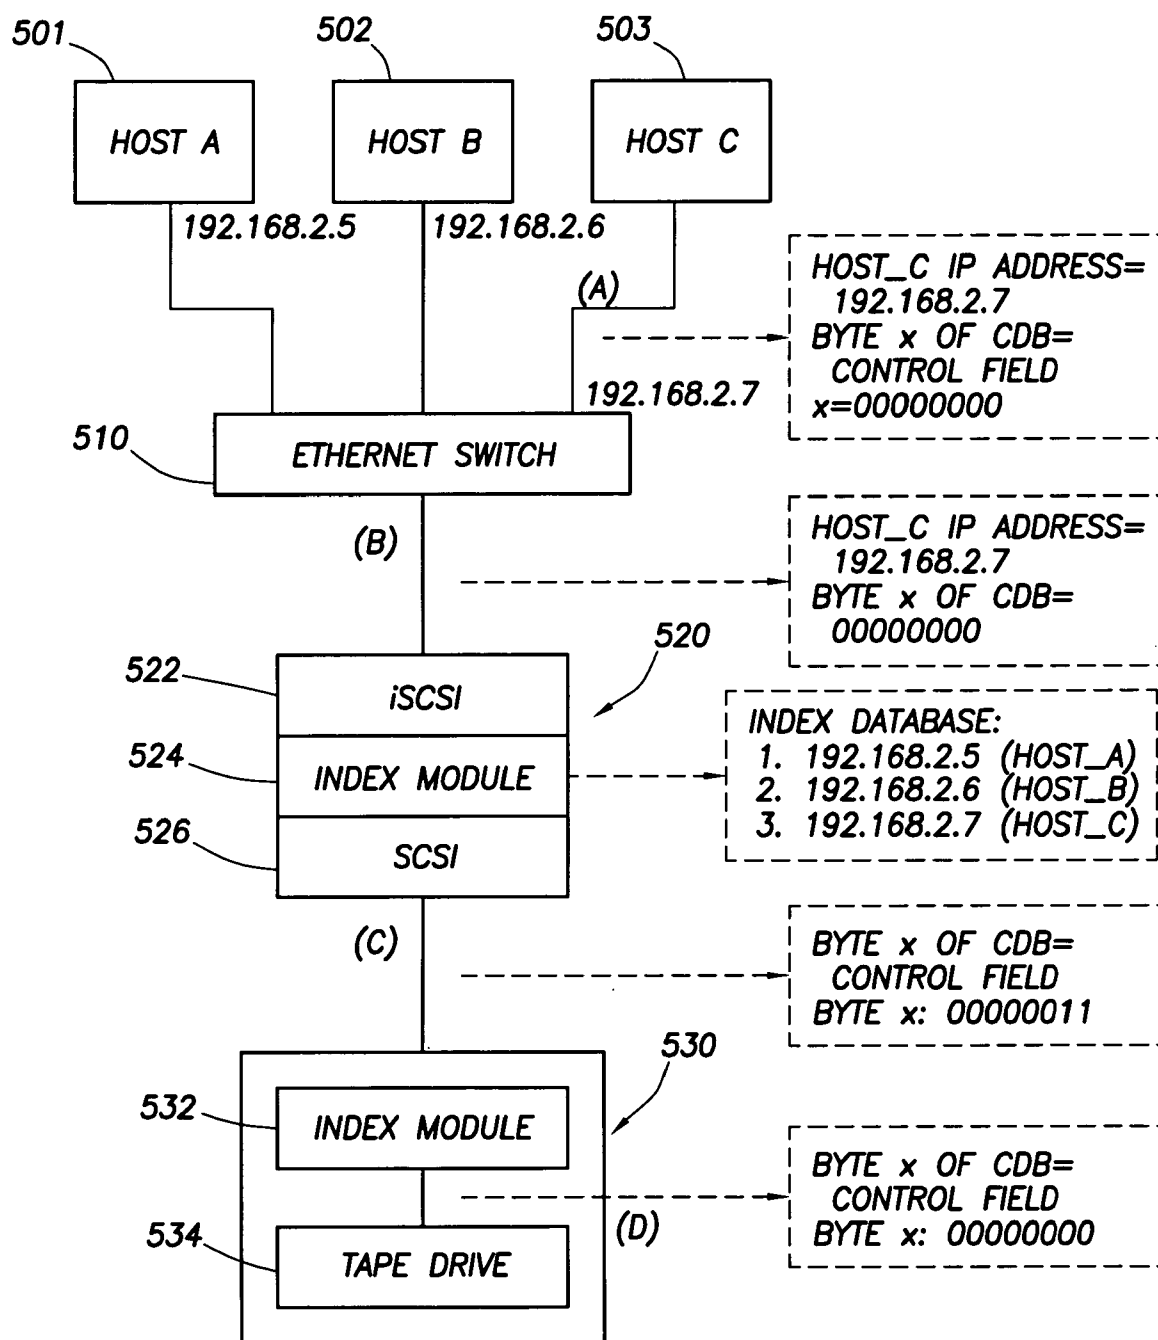 501
502
503
HOST A
HOST B
HOST C
192.168.2.5
192.168.2.6
(A)
192.168.2.7
HOST_C IP ADDRESS=
192.168.2.7
BYTE x OF CDB=
CONTROL FIELD
x=00000000
510
ETHERNET SWITCH
(B)
HOST_C IP ADDRESS=
192.168.2.7
BYTE x OF CDB=
00000000
520
522
iSCSI
524
INDEX MODULE
526
SCSI
INDEX DATABASE:
1. 192.168.2.5 (HOST_A)
2. 192.168.2.6 (HOST_B)
3. 192.168.2.7 (HOST_C)
(C)
BYTE x OF CDB=
CONTROL FIELD
BYTE x: 00000011
530
532
INDEX MODULE
534
TAPE DRIVE
(D)
BYTE x OF CDB=
CONTROL FIELD
BYTE x: 00000000